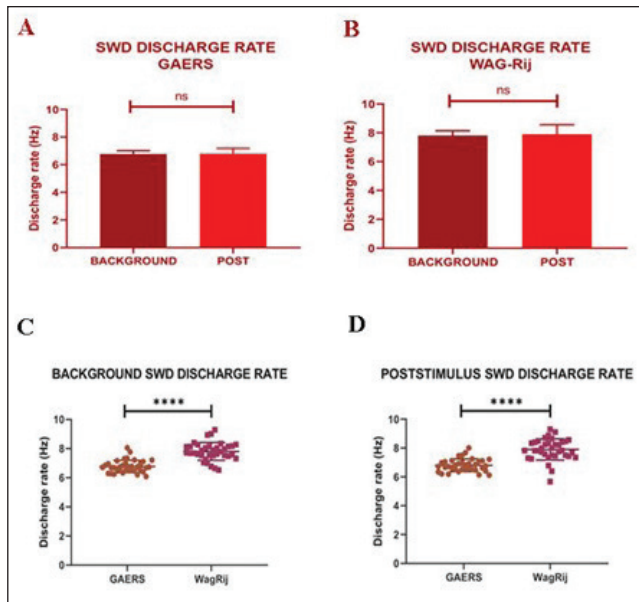 A
SWD DISCHARGE RATE
GAERS
ns
Discharge rate (Hz)
10
8
6
4
2
0
BACKGROUND
POST
B
SWD DISCHARGE RATE
WAG-Rij
ns
Discharge rate (Hz)
10
8
6
4
2
0
BACKGROUND
POST
C
BACKGROUND SWD DISCHARGE RATE
****
Discharge rate (Hz)
10
8
6
4
2
0
GAERS
WagRij
D
POSTSTIMULUS SWD DISCHARGE RATE
****
Discharge rate (Hz)
10
8
6
4
2
0
GAERS
WagRij